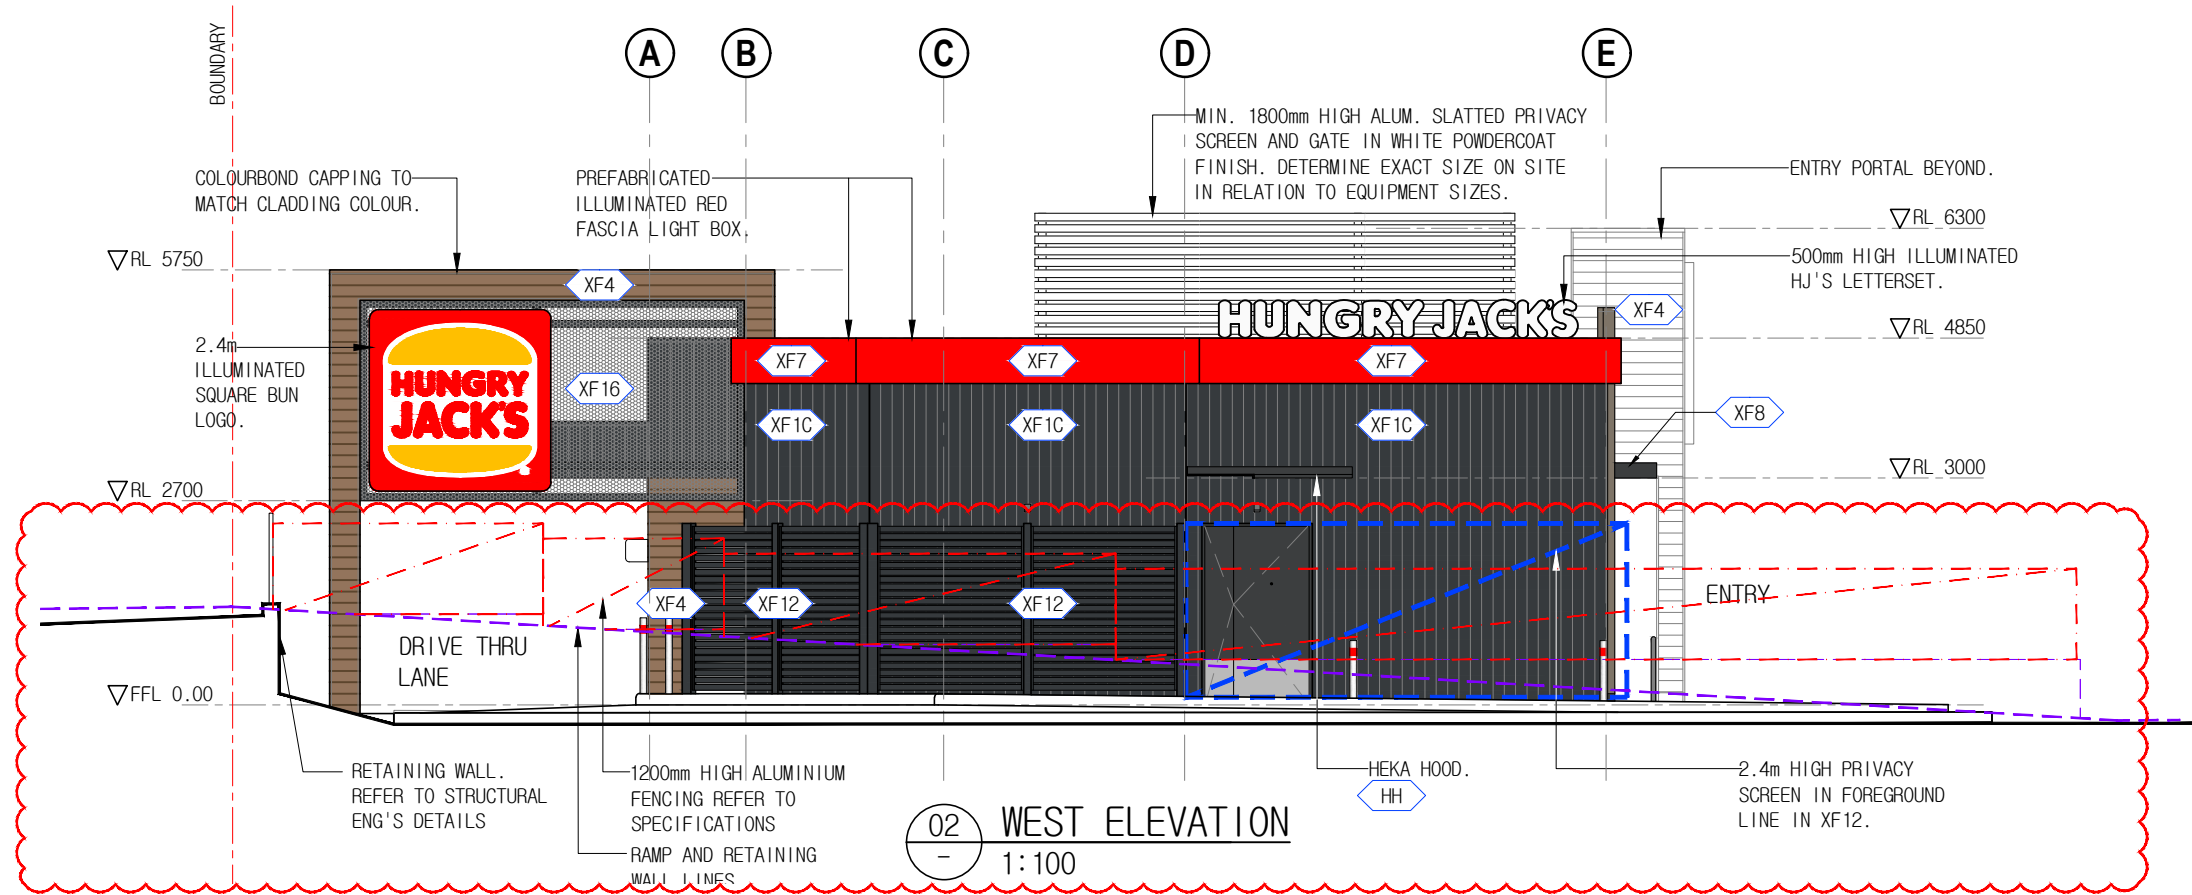 BOUNDARY
A
B
C
D
E
MIN. 1800mm HIGH ALUM. SLATTED PRIVACY
SCREEN AND GATE IN WHITE POWDERCOAT
FINISH. DETERMINE EXACT SIZE ON SITE
IN RELATION TO EQUIPMENT SIZES.
COLOURBOND CAPPING TO
MATCH CLADDING COLOUR.
PREFABRICATED
ILLUMINATED RED
FASCIA LIGHT BOX.
ENTRY PORTAL BEYOND.
RL 6300
RL 5750
500mm HIGH ILLUMINATED
HJ'S LETTERSET.
XF4
HUNGRY JACK'S
XF4
RL 4850
2.4m
ILLUMINATED
SQUARE BUN
LOGO.
HUNGRY
JACK'S
XF16
XF7
XF7
XF7
XF1C
XF1C
XF1C
XF8
RL 3000
RL 2700
XF4
XF12
XF12
ENTRY
DRIVE THRU
LANE
FFL 0.00
RETAINING WALL.
REFER TO STRUCTURAL
ENG'S DETAILS
1200mm HIGH ALUMINIUM
FENCING REFER TO
SPECIFICATIONS
RAMP AND RETAINING
WALL LINES
HEKA HOOD.
HH
2.4m HIGH PRIVACY
SCREEN IN FOREGROUND
LINE IN XF12.
02
-
WEST ELEVATION
1:100